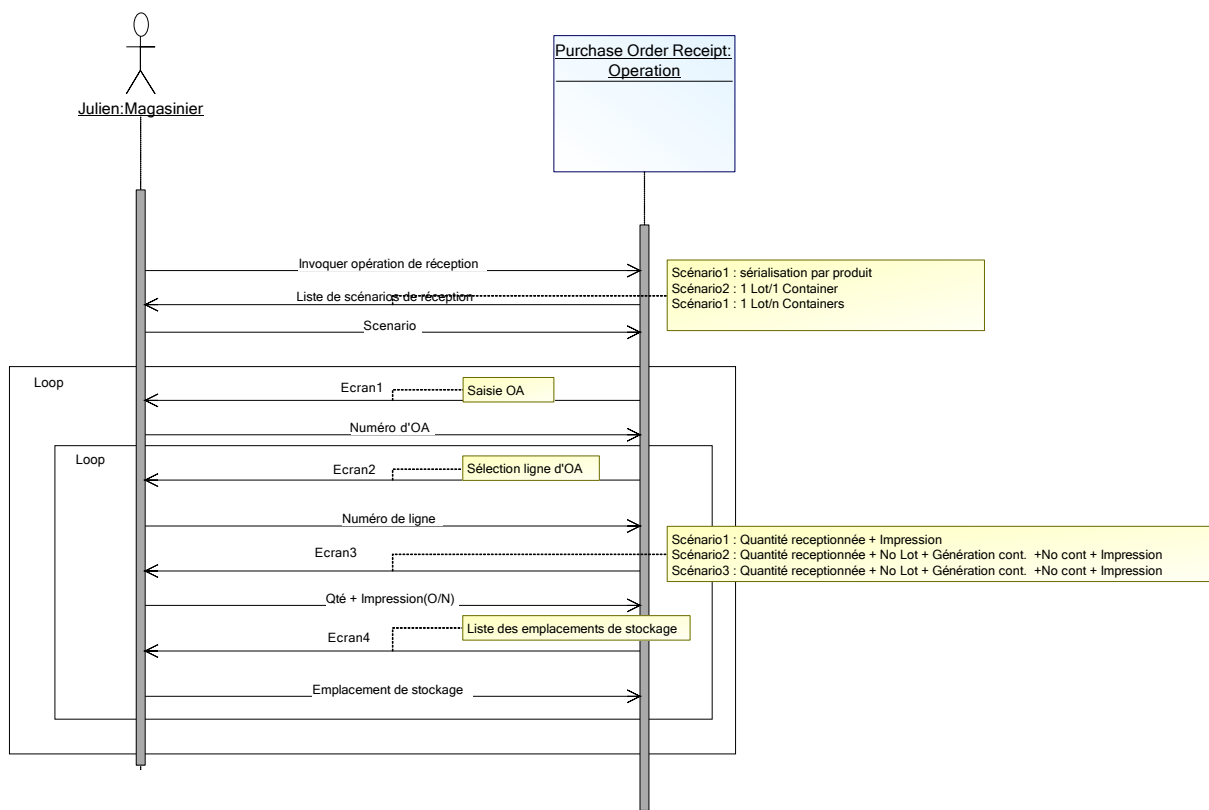 Purchase Order Receipt:
Operation
Julien:Magasinier
Invoquer opération de réception
Scénario1 : sérialisation par produit
Scénario2 : 1 Lot/1 Container
Scénario1 : 1 Lot/n Containers
Liste de scénarios de réception
Scenario
Loop
Ecran1
Saisie OA
Numéro d'OA
Loop
Ecran2
Sélection ligne d'OA
Numéro de ligne
Scénario1 : Quantité receptionnée + Impression
Scénario2 : Quantité receptionnée + No Lot + Génération cont. +No cont + Impression
Scénario3 : Quantité receptionnée + No Lot + Génération cont. +No cont + Impression
Ecran3
Qté + Impression(O/N)
Liste des emplacements de stockage
Ecran4
Emplacement de stockage